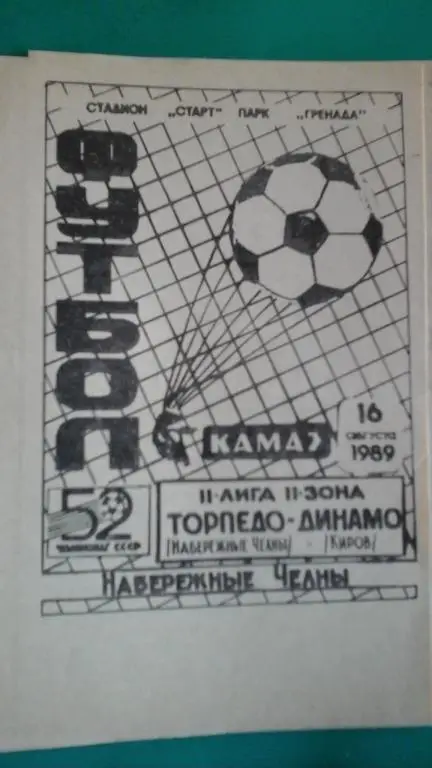 СТАДИОН „СТАРТ" ПАРК „ГРЕНАДА"
ФУТБОЛ
КАМАЗ
16
АВГУСТА
1989
52
ЧЕМПИОНАТ СССР
II-ЛИГА II-ЗОНА
ТОРПЕДО-ДИНАМО
/НАБЕРЕЖНЫЕ ЧЕЛНЫ/ - /КИРОВ/
НАБЕРЕЖНЫЕ ЧЕЛНЫ